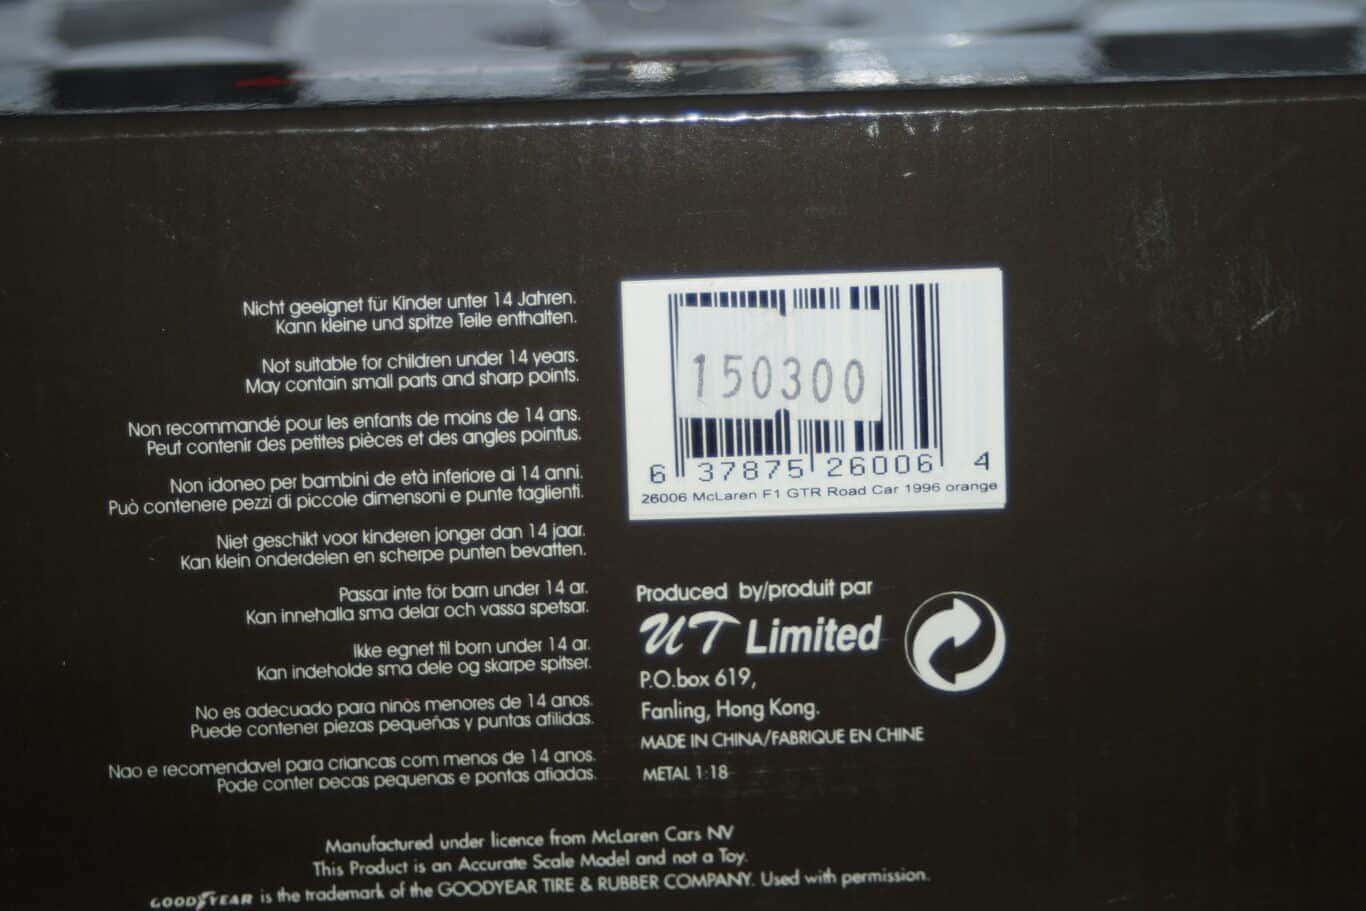 Nicht geeignet für Kinder unter 14 Jahren.
Kann kleine und spitze Teile enthalten.
Not suitable for children under 14 years.
May contain small parts and sharp points.
Non recommandé pour les enfants de moins de 14 ans.
Peut contenir des petites pièces et des angles pointus.
Non idoneo per bambini de età inferiore ai 14 anni.
Può contenere pezzi di piccole dimensoni e punte taglienti.
Niet geschikt voor kinderen jonger dan 14 jaar.
Kan klein onderdelen en scherpe punten bevatten.
Passar inte för barn under 14 ar.
Kan innehalla sma delar och vassa spetsar.
Ikke egnet til born under 14 ar.
Kan indeholde sma dele og skarpe spitser.
No es adecuado para ninòs menores de 14 anos.
Puede contener piezas pequeñas y puntas afilidas.
Nao e recomendavel para criancas com menos de 14 anos.
Pode conter pecas pequenas e pontas afiadas.
150300
6 37875 26006 4
26006 McLaren F1 GTR Road Car 1996 orange
Produced by/produit par
UT Limited
P.O.box 619,
Fanling, Hong Kong.
MADE IN CHINA/FABRIQUE EN CHINE
METAL 1:18
Manufactured under licence from McLaren Cars NV
This Product is an Accurate Scale Model and not a Toy.
GOODYEAR is the trademark of the GOODYEAR TIRE & RUBBER COMPANY. Used with permission.